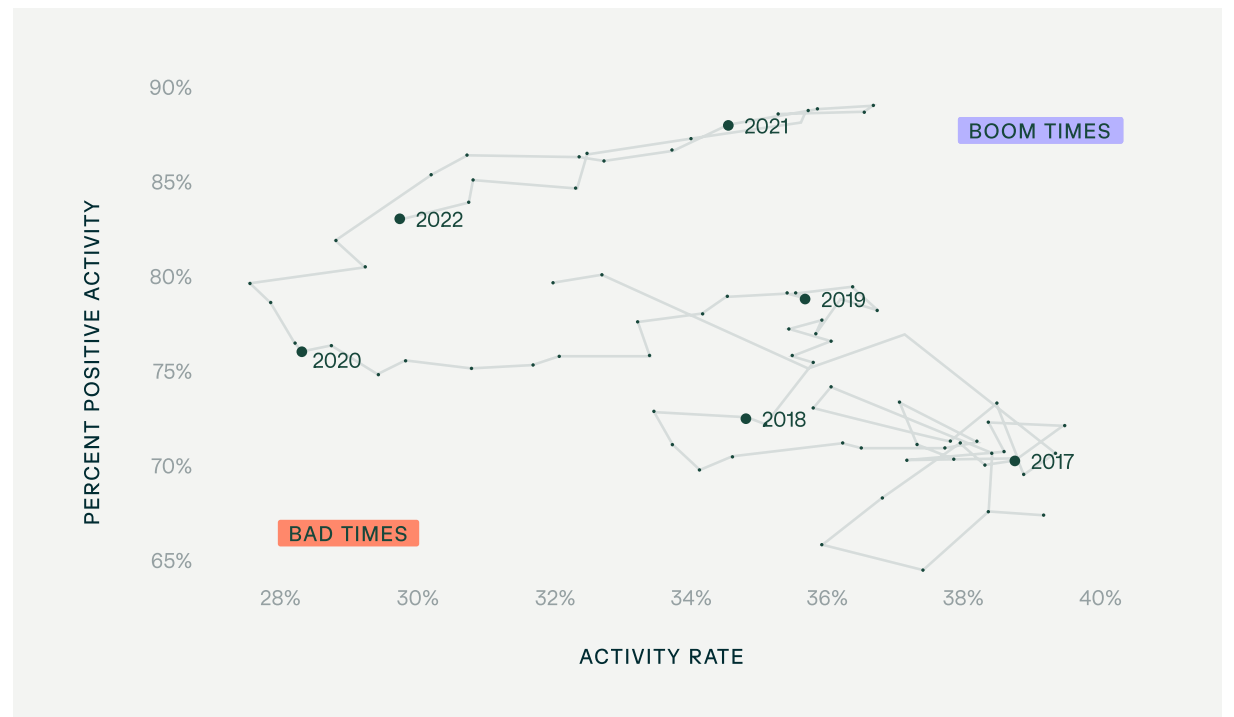 90%
BOOM TIMES
2021
85%
2022
80%
2019
2020
75%
2018
70%
2017
BAD TIMES
65%
PERCENT POSITIVE ACTIVITY
28% 30% 32% 34% 36% 38% 40%
ACTIVITY RATE